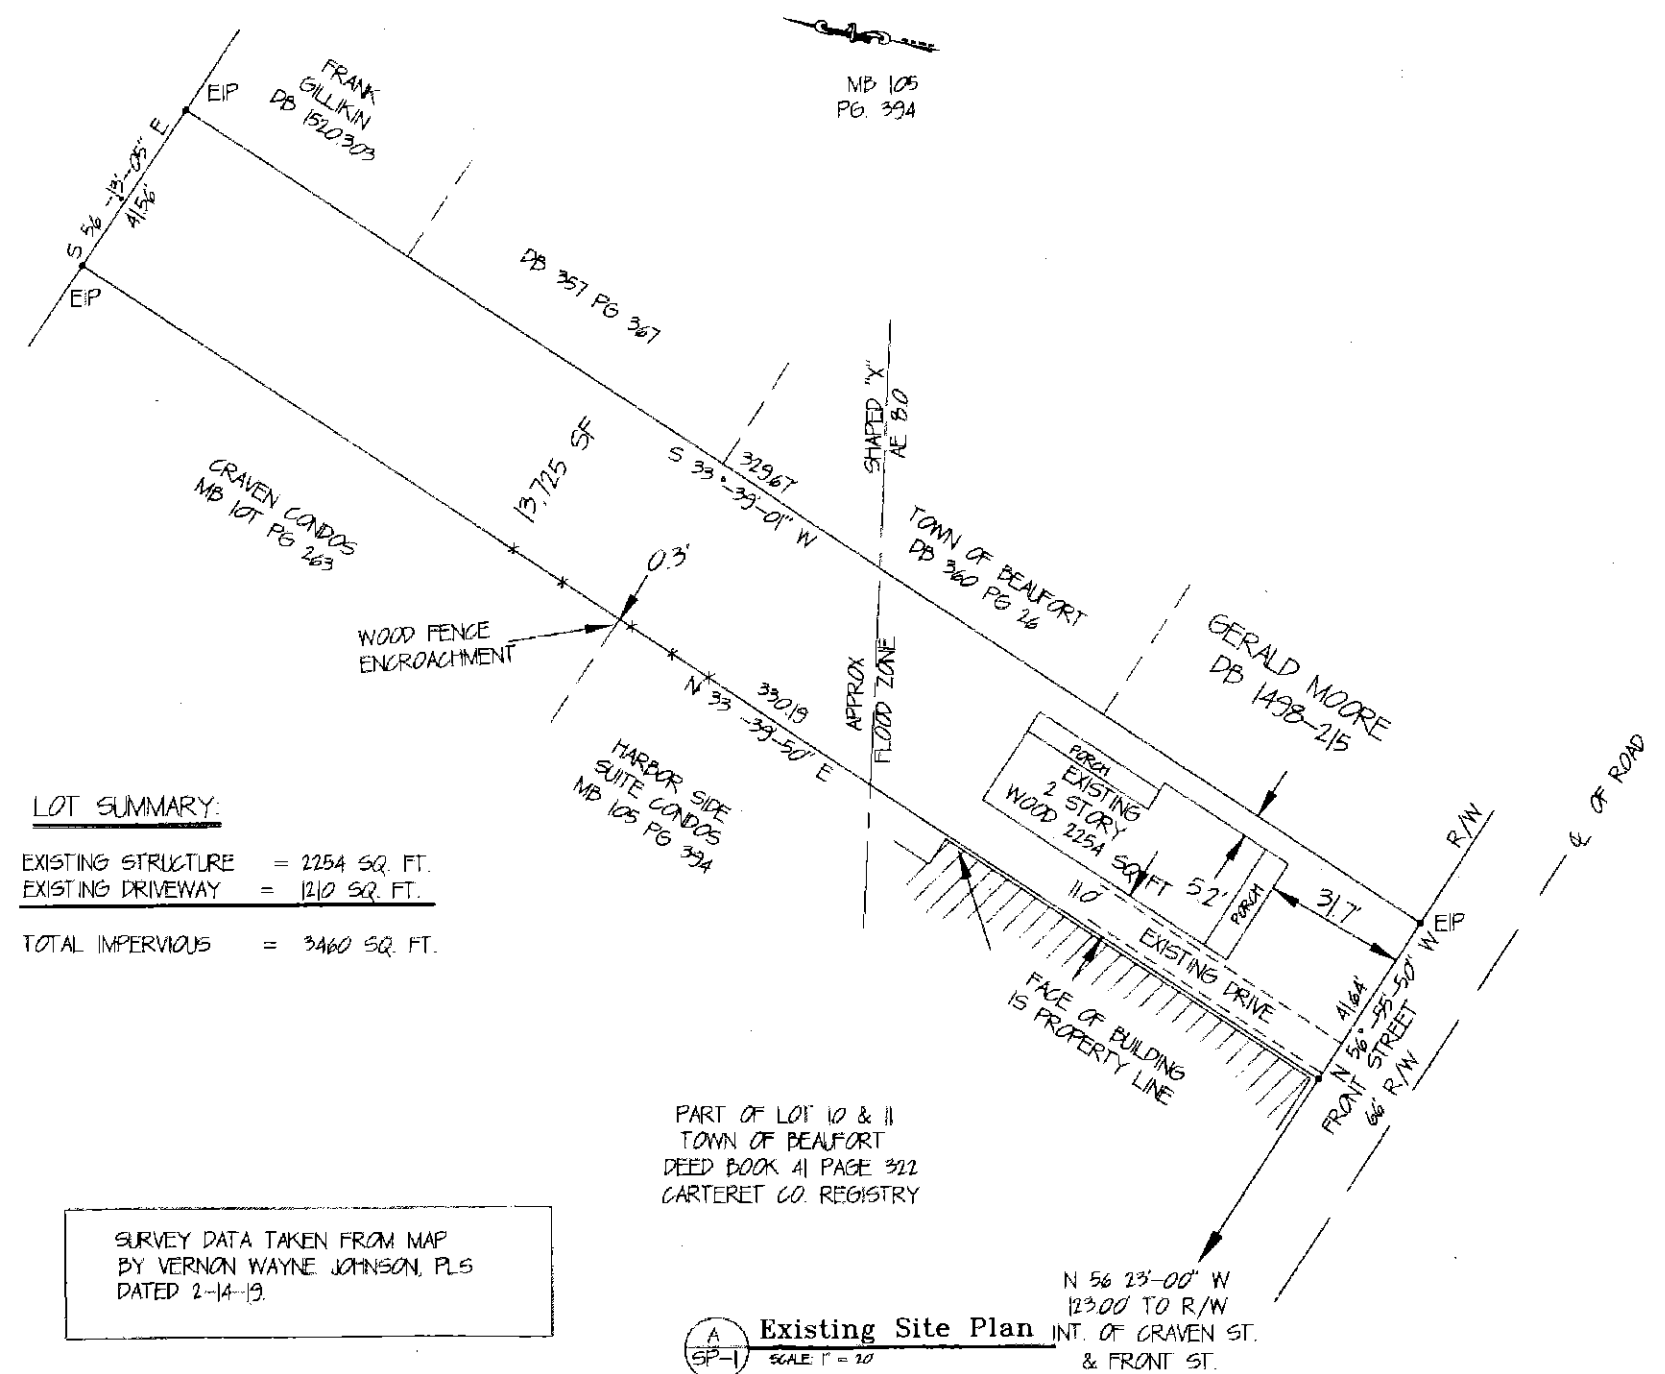 MB 105
PG. 394
FRANK
GILLIKIN
DB 1520.303
EIP
S 56 -13'-05" E
41.56'
EIP
DB 357 PG 367
S 33°-39'-01" W
329.67'
SHAPED "X"
AE 8.0
APPROX
FLOOD ZONE
13,725 SF
CRAVEN CONDOS
MB 10T PG 263
0.3'
WOOD FENCE
ENCROACHMENT
330.19
N 33 -39'-50" E
HARBOR SIDE
SUITE CONDOS
MB 105 PG 394
TOWN OF BEAUFORT
DB 360 PG 26
GERALD MOORE
DB 1498-215
PORCH
EXISTING
2 STORY
WOOD 2254 SQ FT
5.2'
11.0'
PORCH
31.7'
EXISTING DRIVE
FACE OF BUILDING
IS PROPERTY LINE
R/W
℄ OF ROAD
EIP
41.64'
N 56°-55'-50" W
FRONT STREET
66' R/W
LOT SUMMARY:
EXISTING STRUCTURE = 2254 SQ. FT.
EXISTING DRIVEWAY = 1210 SQ. FT.
TOTAL IMPERVIOUS = 3460 SQ. FT.
PART OF LOT 10 & 11
TOWN OF BEAUFORT
DEED BOOK 41 PAGE 322
CARTERET CO. REGISTRY
SURVEY DATA TAKEN FROM MAP
BY VERNON WAYNE JOHNSON, PLS
DATED 2-14-19.
N 56 23'-00" W
123.00' TO R/W
INT. OF CRAVEN ST.
& FRONT ST.
A
SP-1
Existing Site Plan
SCALE: 1" = 20'